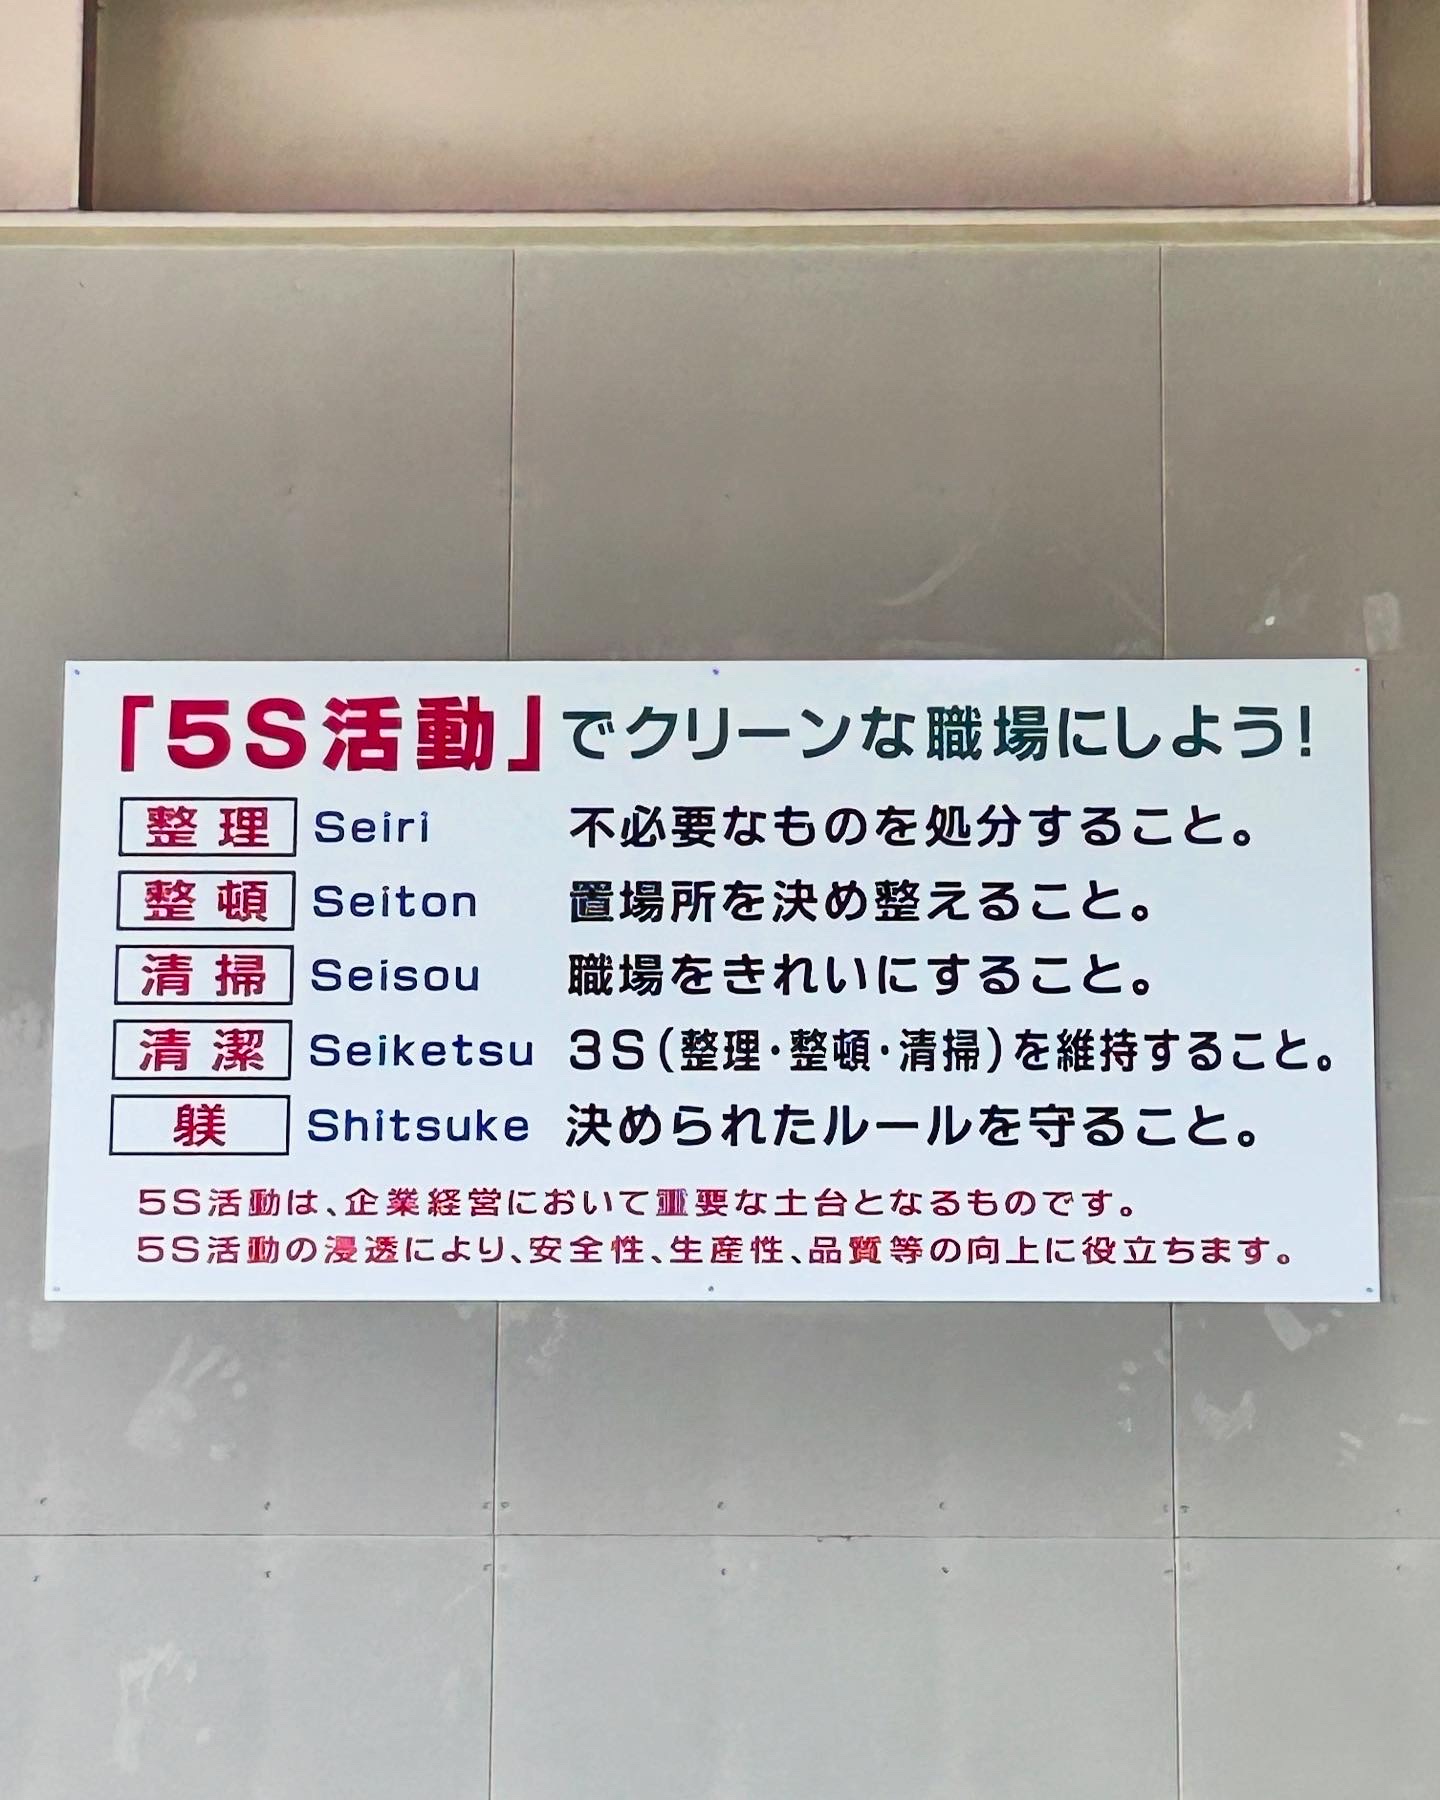 「5S活動」でクリーンな職場にしよう!
整理 Seiri 不必要なものを処分すること。
整頓 Seiton 置場所を決め整えること。
清掃 Seisou 職場をきれいにすること。
清潔 Seiketsu 3S(整理・整頓・清掃)を維持すること。
躾 Shitsuke 決められたルールを守ること。
5S活動は、企業経営において重要な土台となるものです。
5S活動の浸透により、安全性、生産性、品質等の向上に役立ちます。